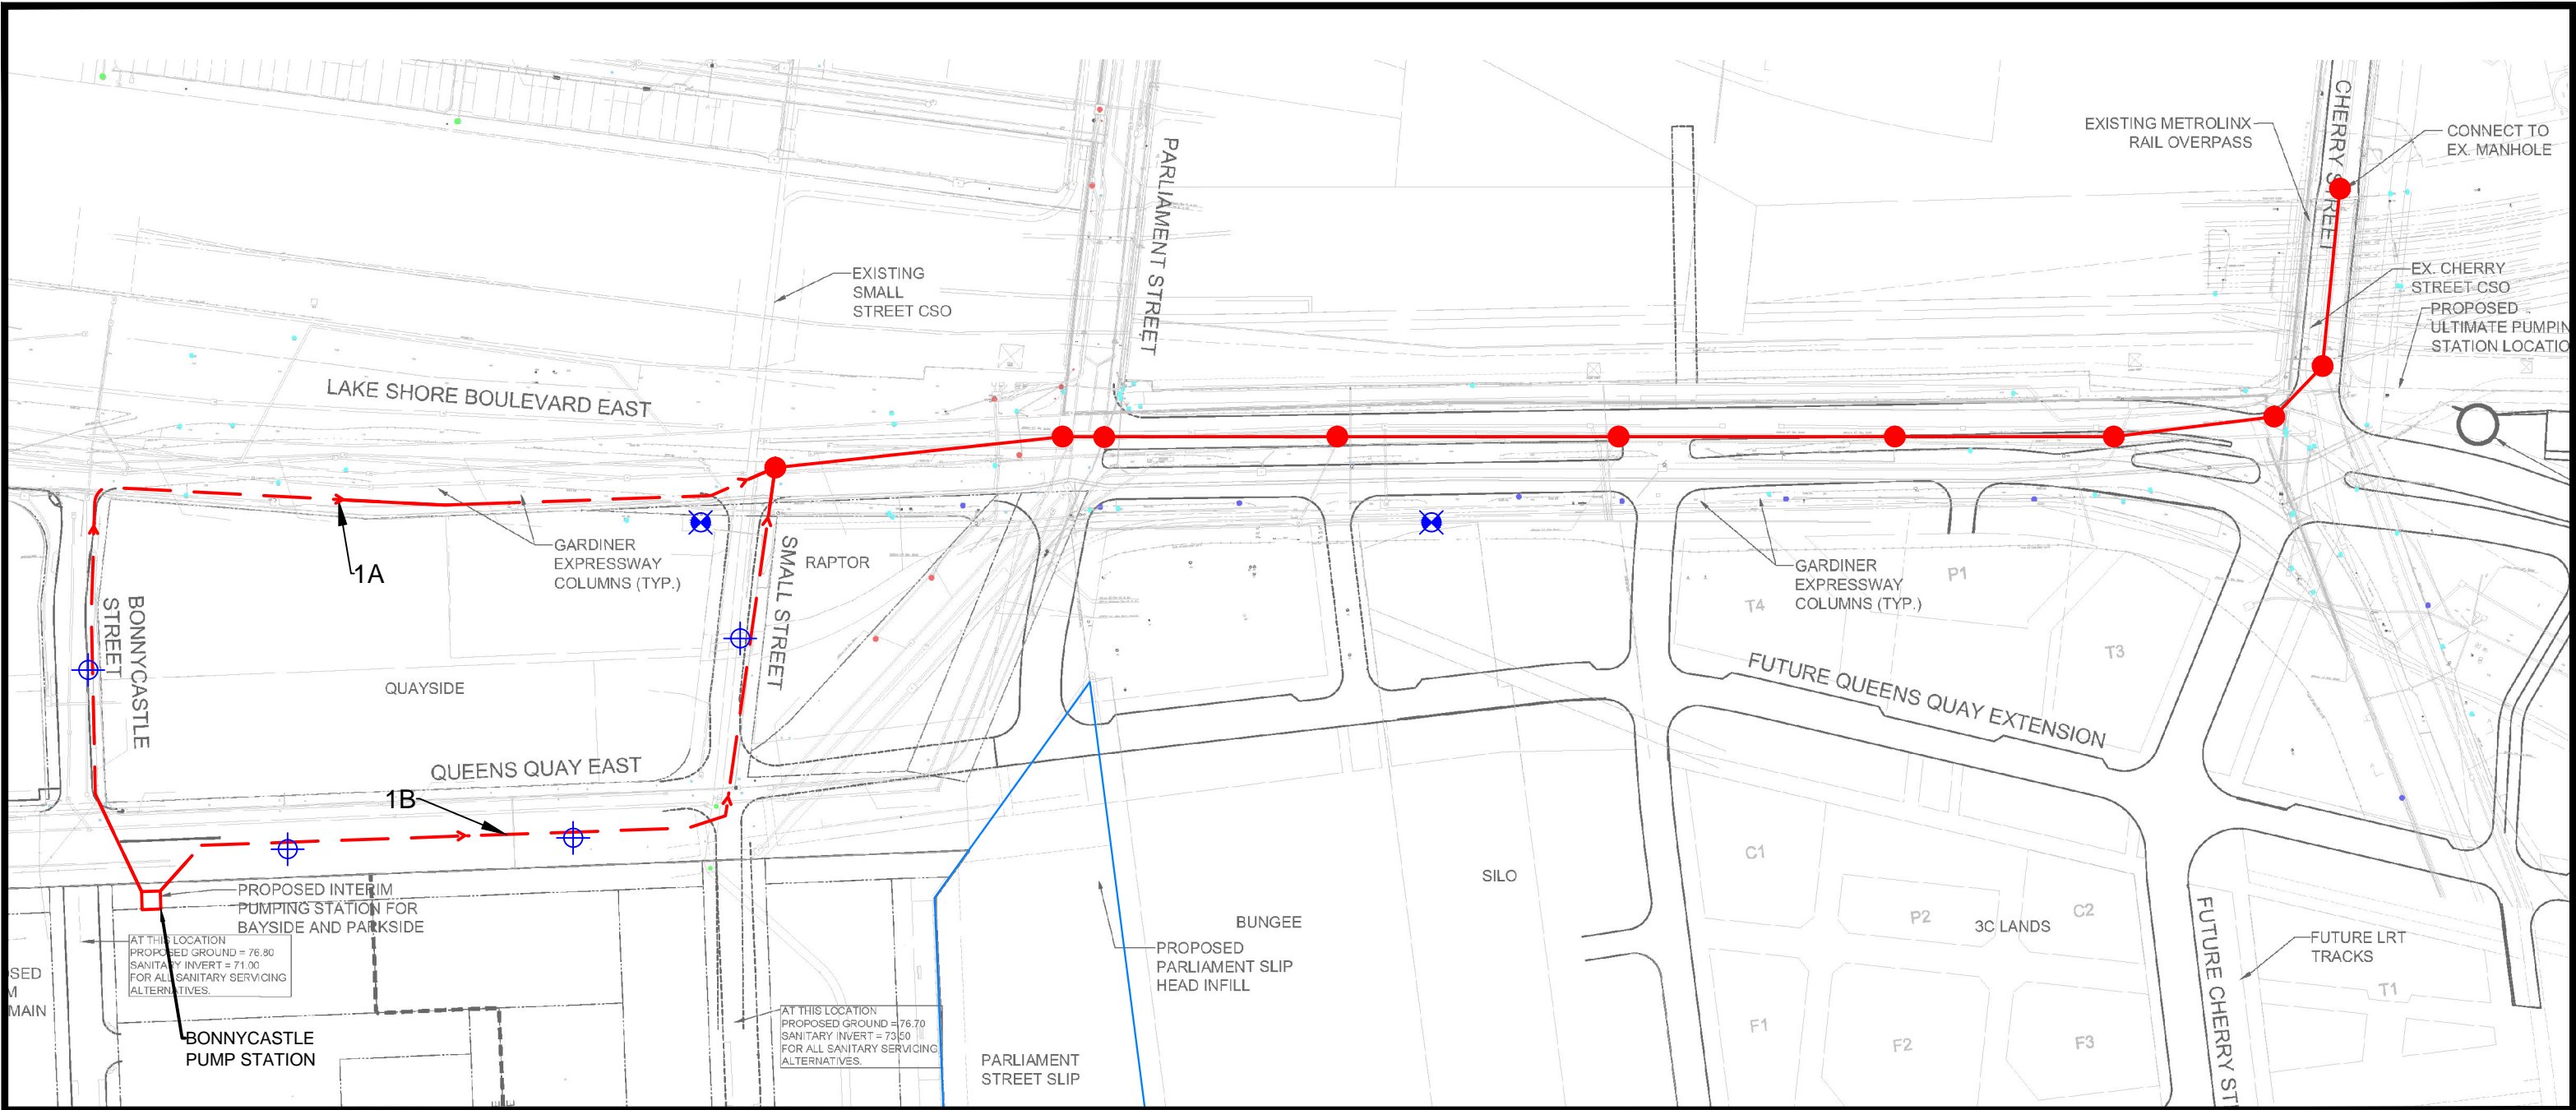 EXISTING METROLINX
RAIL OVERPASS
CHERRY STREET
CONNECT TO
EX. MANHOLE
PARLIAMENT STREET
EXISTING
SMALL
STREET CSO
EX. CHERRY
STREET CSO
PROPOSED
ULTIMATE PUMPIN
STATION LOCATIO
LAKE SHORE BOULEVARD EAST
1A
GARDINER
EXPRESSWAY
COLUMNS (TYP.)
SMALL STREET
RAPTOR
GARDINER
EXPRESSWAY
COLUMNS (TYP.)
P1
T4
T3
BONNYCASTLE
STREET
QUAYSIDE
FUTURE QUEENS QUAY EXTENSION
QUEENS QUAY EAST
1B
C1
SILO
PROPOSED INTERIM
PUMPING STATION FOR
BAYSIDE AND PARKSIDE
BUNGEE
P2
C2
3C LANDS
FUTURE CHERRY ST
FUTURE LRT
TRACKS
T1
AT THIS LOCATION
PROPOSED GROUND = 76.80
SANITARY INVERT = 71.00
FOR ALL SANITARY SERVICING
ALTERNATIVES.
PROPOSED
PARLIAMENT SLIP
HEAD INFILL
SED
M
MAIN
AT THIS LOCATION
PROPOSED GROUND = 76.70
SANITARY INVERT = 73.50
FOR ALL SANITARY SERVICING
ALTERNATIVES.
F1
F2
F3
BONNYCASTLE
PUMP STATION
PARLIAMENT
STREET SLIP